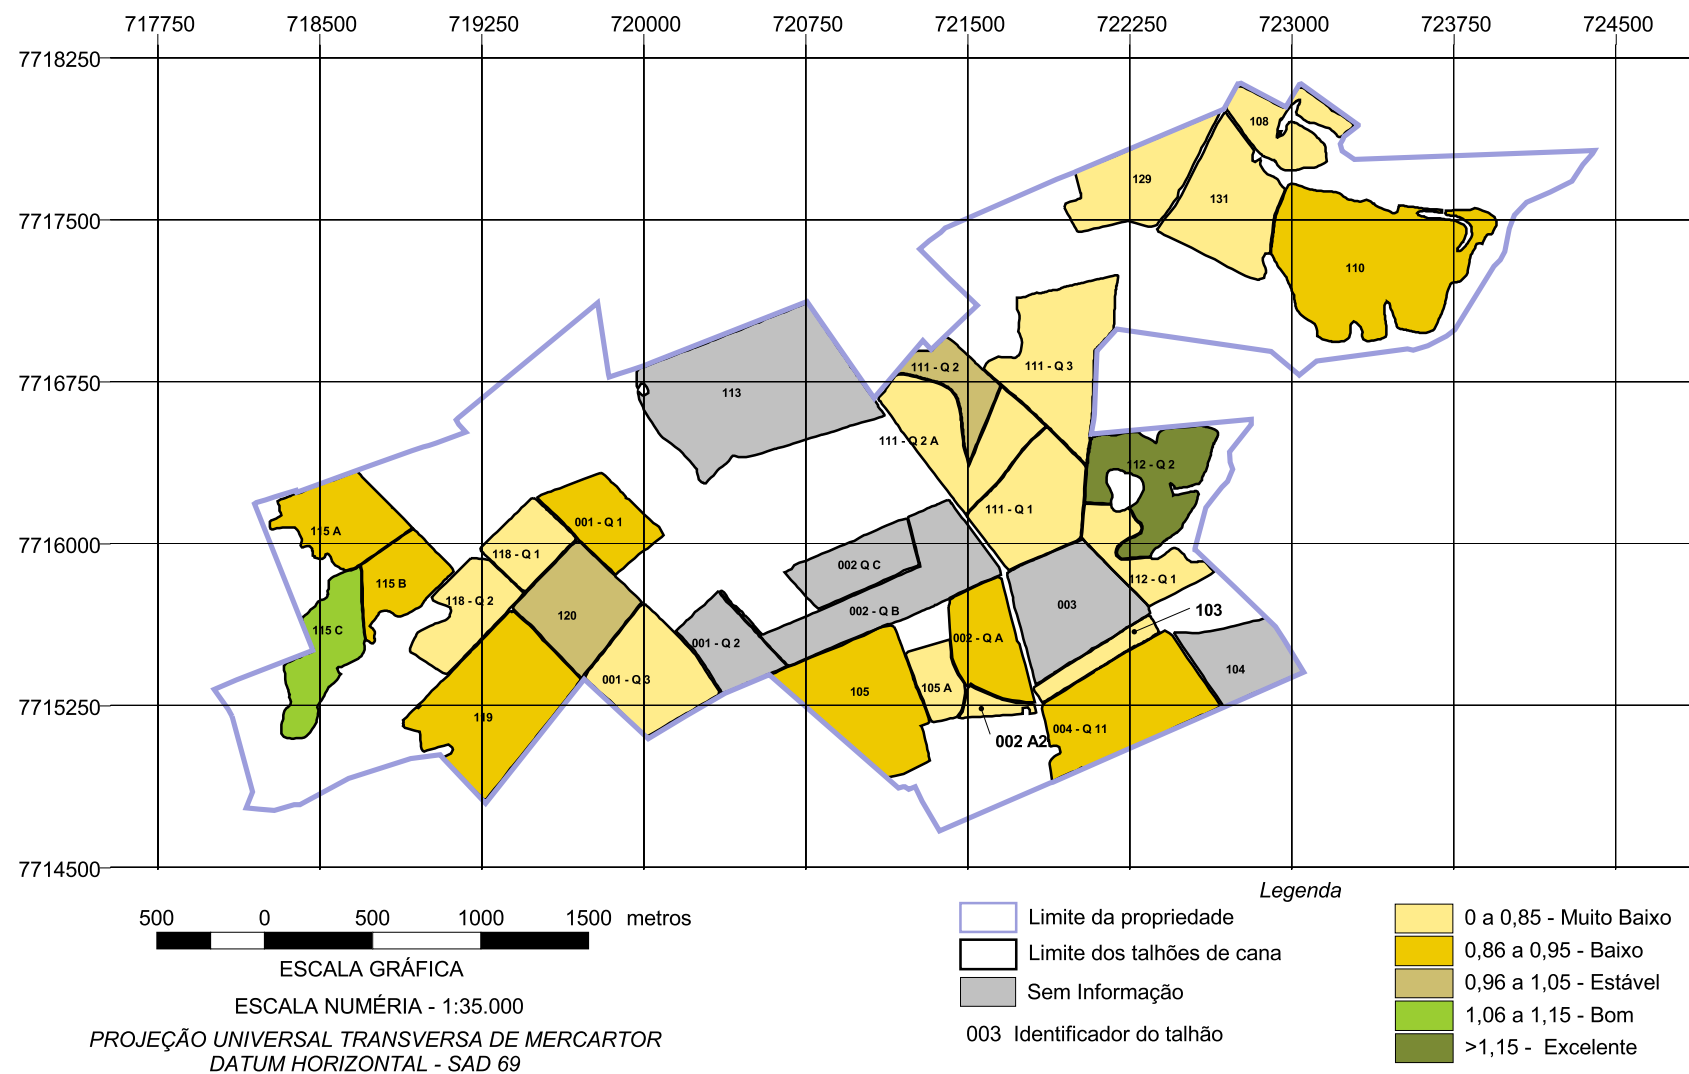 717750 718500 719250 720000 720750 721500 722250 723000 723750 724500
7718250
7717500
7716750
7716000
7715250
7714500
108
129
131
110
111 - Q 2
111 - Q 3
113
111 - Q 2 A
112 - Q 2
111 - Q 1
001 - Q 1
115 A
118 - Q 1
002 Q C
115 B
112 - Q 1
118 - Q 2
003
103
002 - Q B
120
115 C
002 - Q A
001 - Q 2
104
001 - Q 3
105 A
105
119
004 - Q 11
002 A2
Legenda
500 0 500 1000 1500 metros
ESCALA GRÁFICA
ESCALA NUMÉRIA - 1:35.000
PROJEÇÃO UNIVERSAL TRANSVERSA DE MERCARTOR
DATUM HORIZONTAL - SAD 69
Limite da propriedade
Limite dos talhões de cana
Sem Informação
003 Identificador do talhão
0 a 0,85 - Muito Baixo
0,86 a 0,95 - Baixo
0,96 a 1,05 - Estável
1,06 a 1,15 - Bom
>1,15 - Excelente